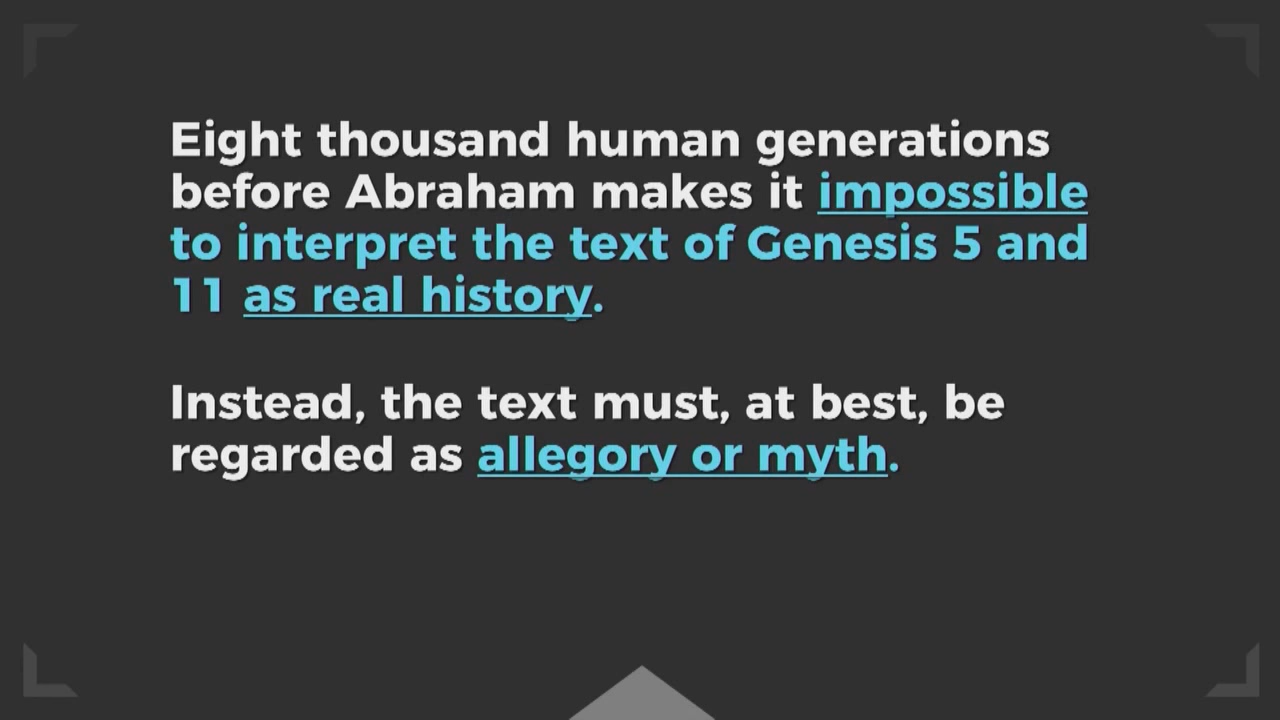 Eight thousand human generations
before Abraham makes it impossible
to interpret the text of Genesis 5 and
11 as real history.
Instead, the text must, at best, be
regarded as allegory or myth.